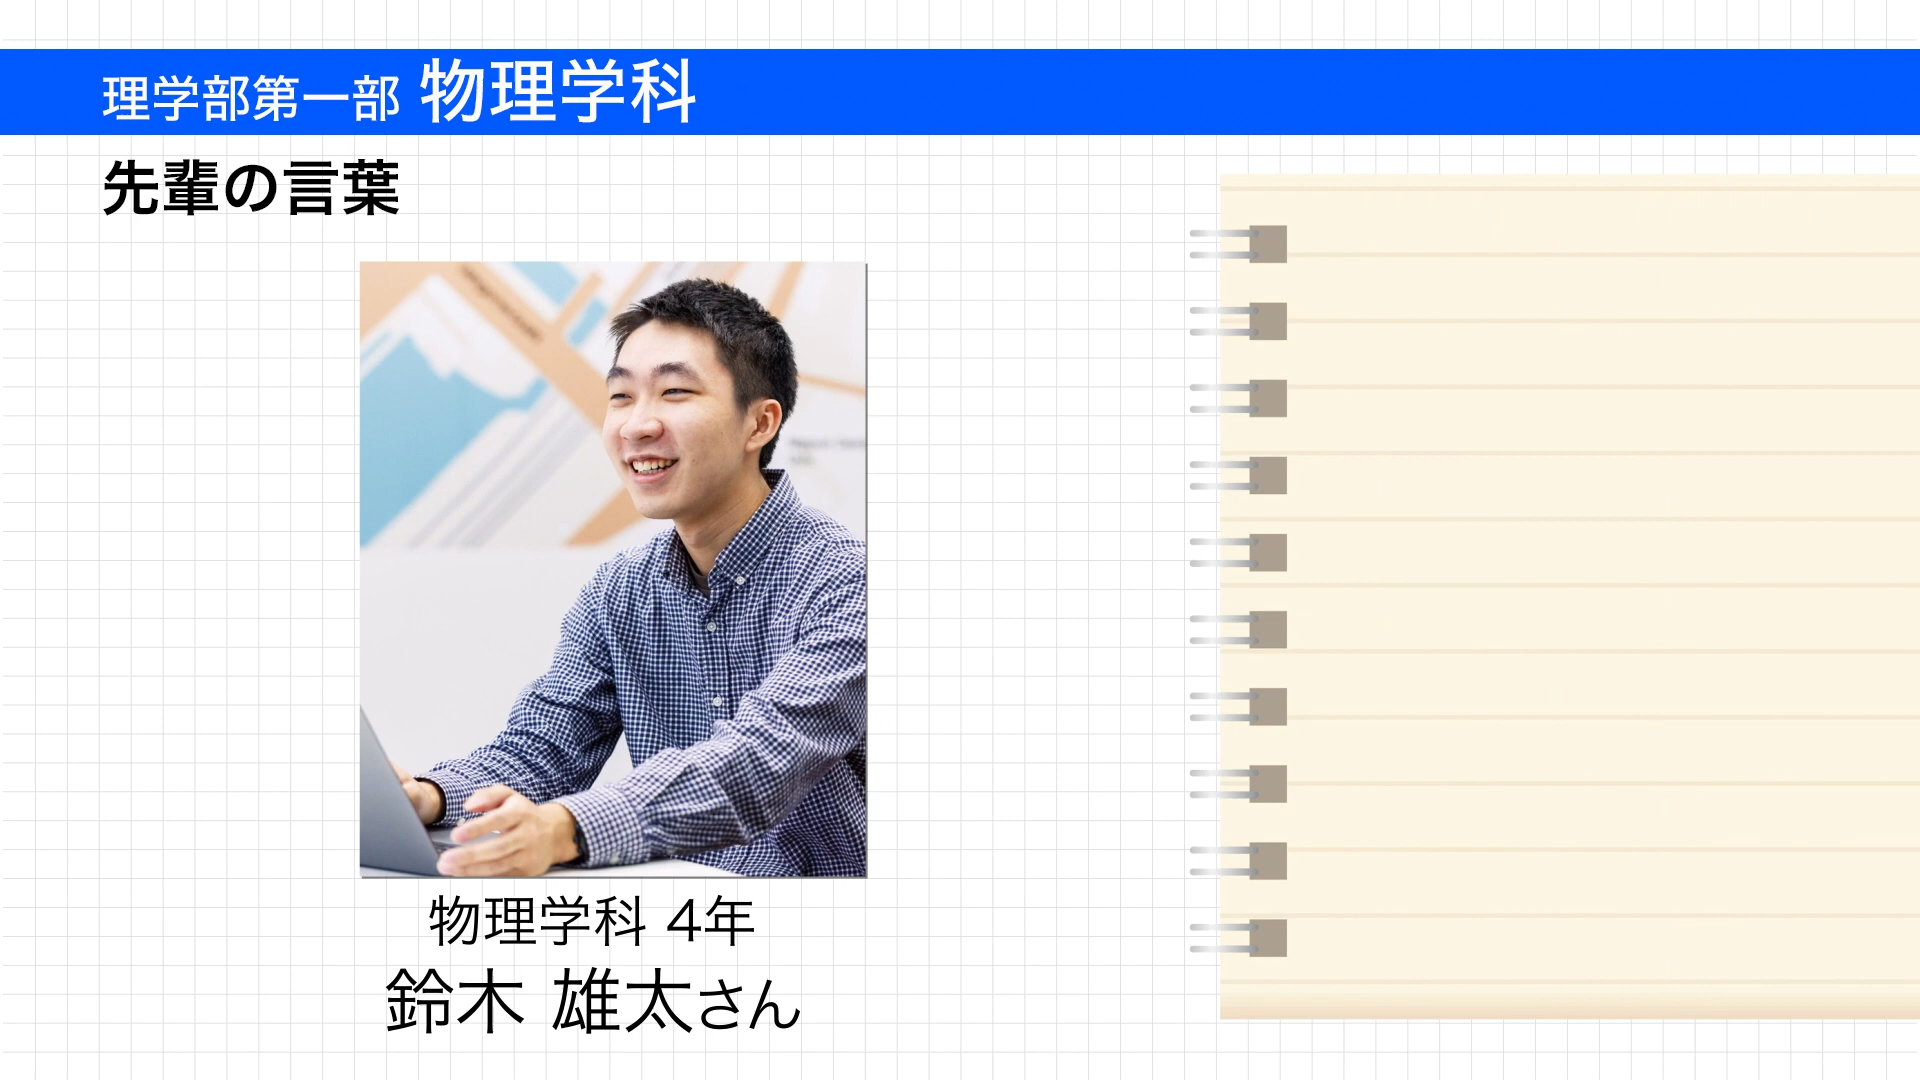 理学部第一部 物理学科
先輩の言葉
物理学科 4年
鈴木 雄太さん